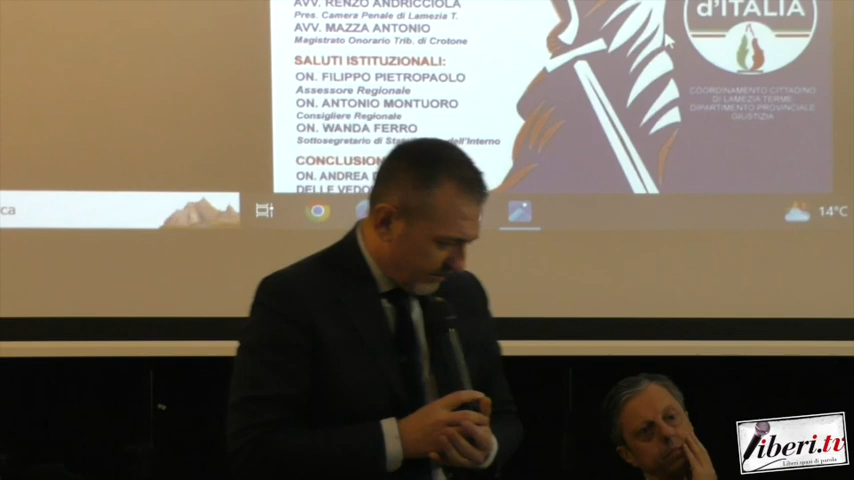 AVV. RENZO ANDRICCIOLA
Pres. Camera Penale di Lamezia T.
AVV. MAZZA ANTONIO
Magistrato Onorario Trib. di Crotone
SALUTI ISTITUZIONALI:
ON. FILIPPO PIETROPAOLO
Assessore Regionale
ON. ANTONIO MONTUORO
Consigliere Regionale
ON. WANDA FERRO
Sottosegretario di Stat dell'Interno
CONCLUSION
ON. ANDREA D
DELLE VEDO
d'ITALIA
COORDINAMENTO CITTADINO
DI LAMEZIA TERME
DIPARTIMENTO PROVINCIALE
GIUSTIZIA
ca
14°C
liberi.tv
Liberi spazi di parola